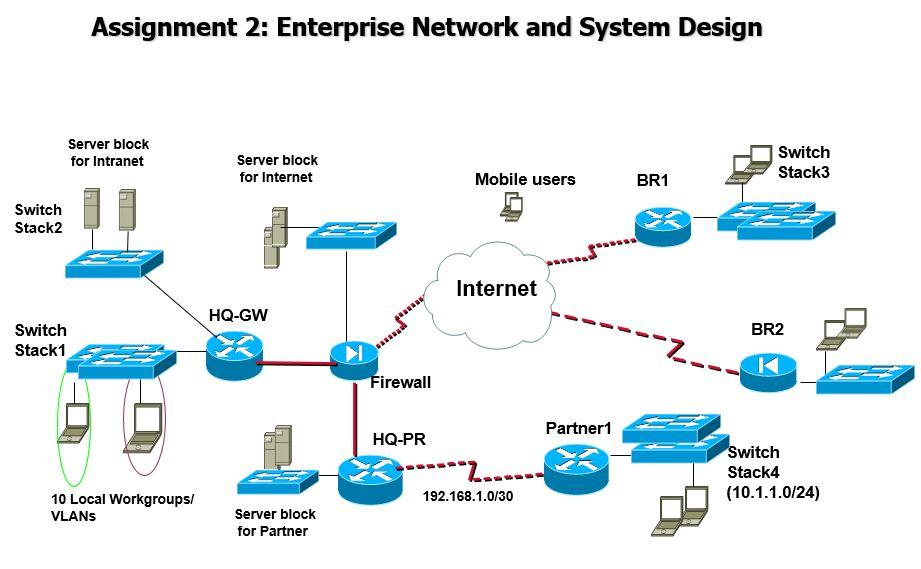 Assignment 2: Enterprise Network and System Design
Server block
for Intranet
Server block
for Internet
Mobile users
BR1
Switch
Stack3
Switch
Stack2
Internet
HQ-GW
Switch
Stack1
BR2
Firewall
HQ-PR
Partner1
Switch
Stack4
(10.1.1.0/24)
192.168.1.0/30
10 Local Workgroups/
VLANs
Server block
for Partner